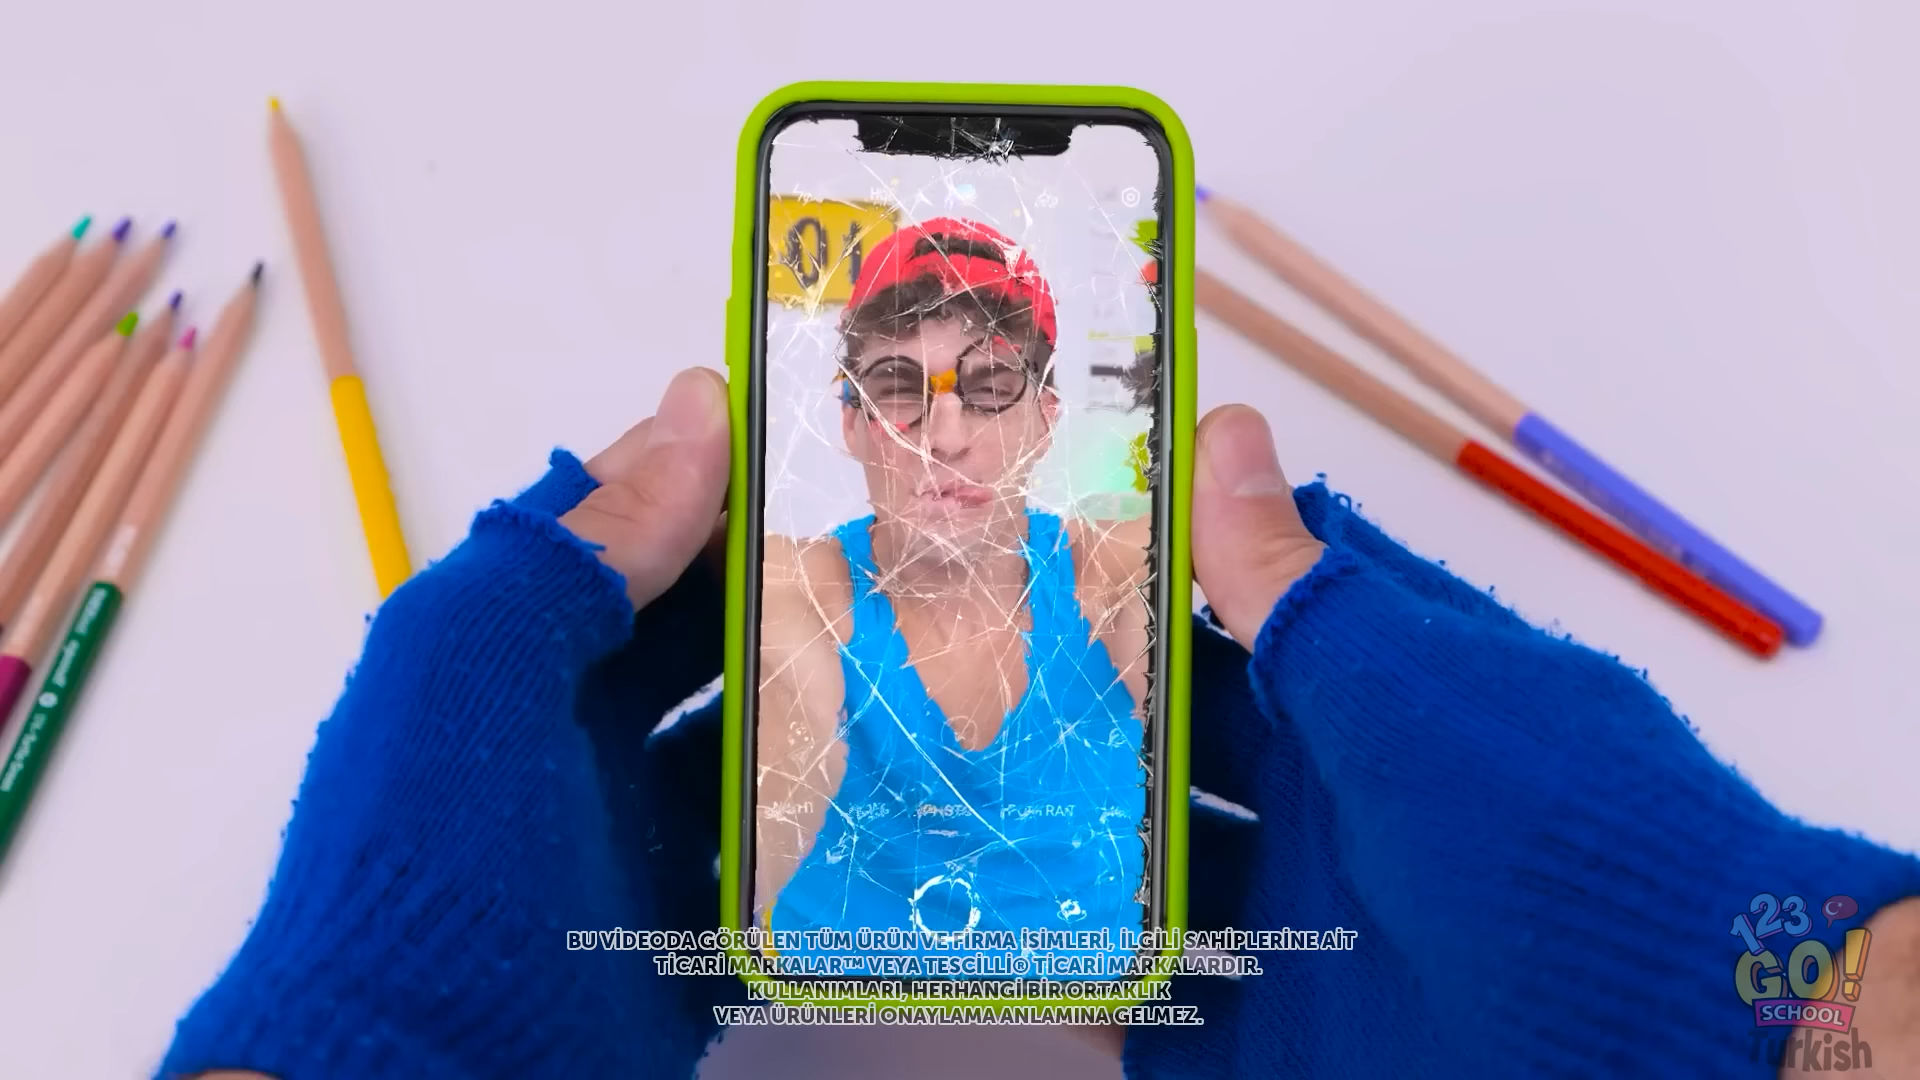 01
BU VİDEODA GÖRÜLEN TÜM ÜRÜN VE FİRMA İSİMLERİ, İLGİLİ SAHİPLERİNE AİT
TİCARİ MARKALAR™ VEYA TESCİLLİ® TİCARİ MARKALARDIR.
KULLANIMLARI, HERHANGİ BİR ORTAKLIK
VEYA ÜRÜNLERİ ONAYLAMA ANLAMINA GELMEZ.
123
GO!
SCHOOL
Turkish